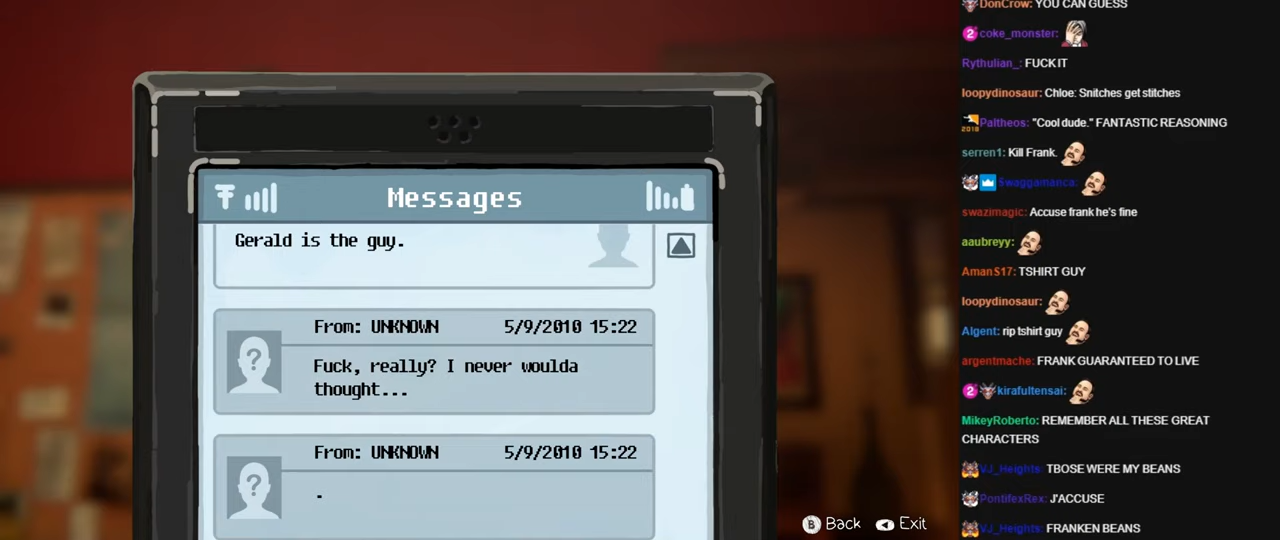 Messages
Gerald is the guy.
From: UNKNOWN 5/9/2010 15:22
Fuck, really? I never woulda
thought...
From: UNKNOWN 5/9/2010 15:22
.
B Back Exit
DonCrow: YOU CAN GUESS
2 coke_monster:
Rythulian_: FUCK IT
loopydinosaur: Chloe: Snitches get stitches
2018 Paltheos: "Cool dude." FANTASTIC REASONING
serren1: Kill Frank.
Swaggamanca:
swazimagic: Accuse frank he's fine
aaubreyy:
AmanS17: TSHIRT GUY
loopydinosaur:
Algent: rip tshirt guy
argentmache: FRANK GUARANTEED TO LIVE
2 kirafultensai:
MikeyRoberto: REMEMBER ALL THESE GREAT
CHARACTERS
VJ_Heights: TBOSE WERE MY BEANS
PontifexRex: J'ACCUSE
VJ_Heights: FRANKEN BEANS